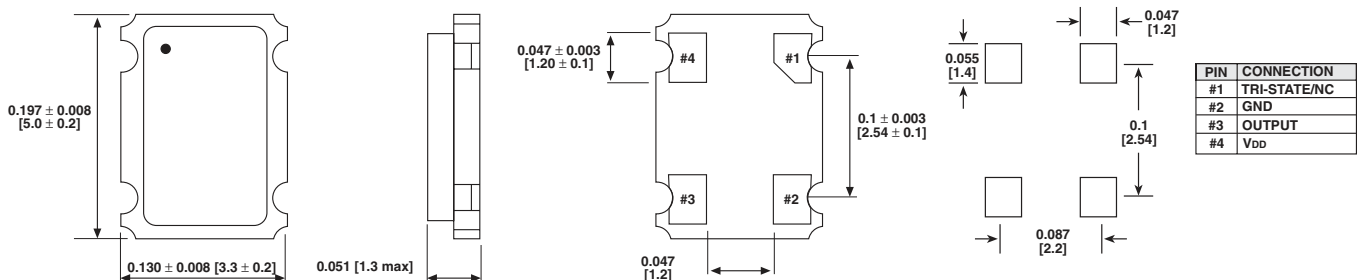 0.197 ± 0.008
[5.0 ± 0.2]
0.130 ± 0.008 [3.3 ± 0.2]
0.051 [1.3 max]
0.047 ± 0.003
[1.20 ± 0.1]
#4
#1
#3
#2
0.1 ± 0.003
[2.54 ± 0.1]
0.047
[1.2]
0.047
[1.2]
0.055
[1.4]
0.1
[2.54]
0.087
[2.2]
PIN CONNECTION
#1 TRI-STATE/NC
#2 GND
#3 OUTPUT
#4 VDD